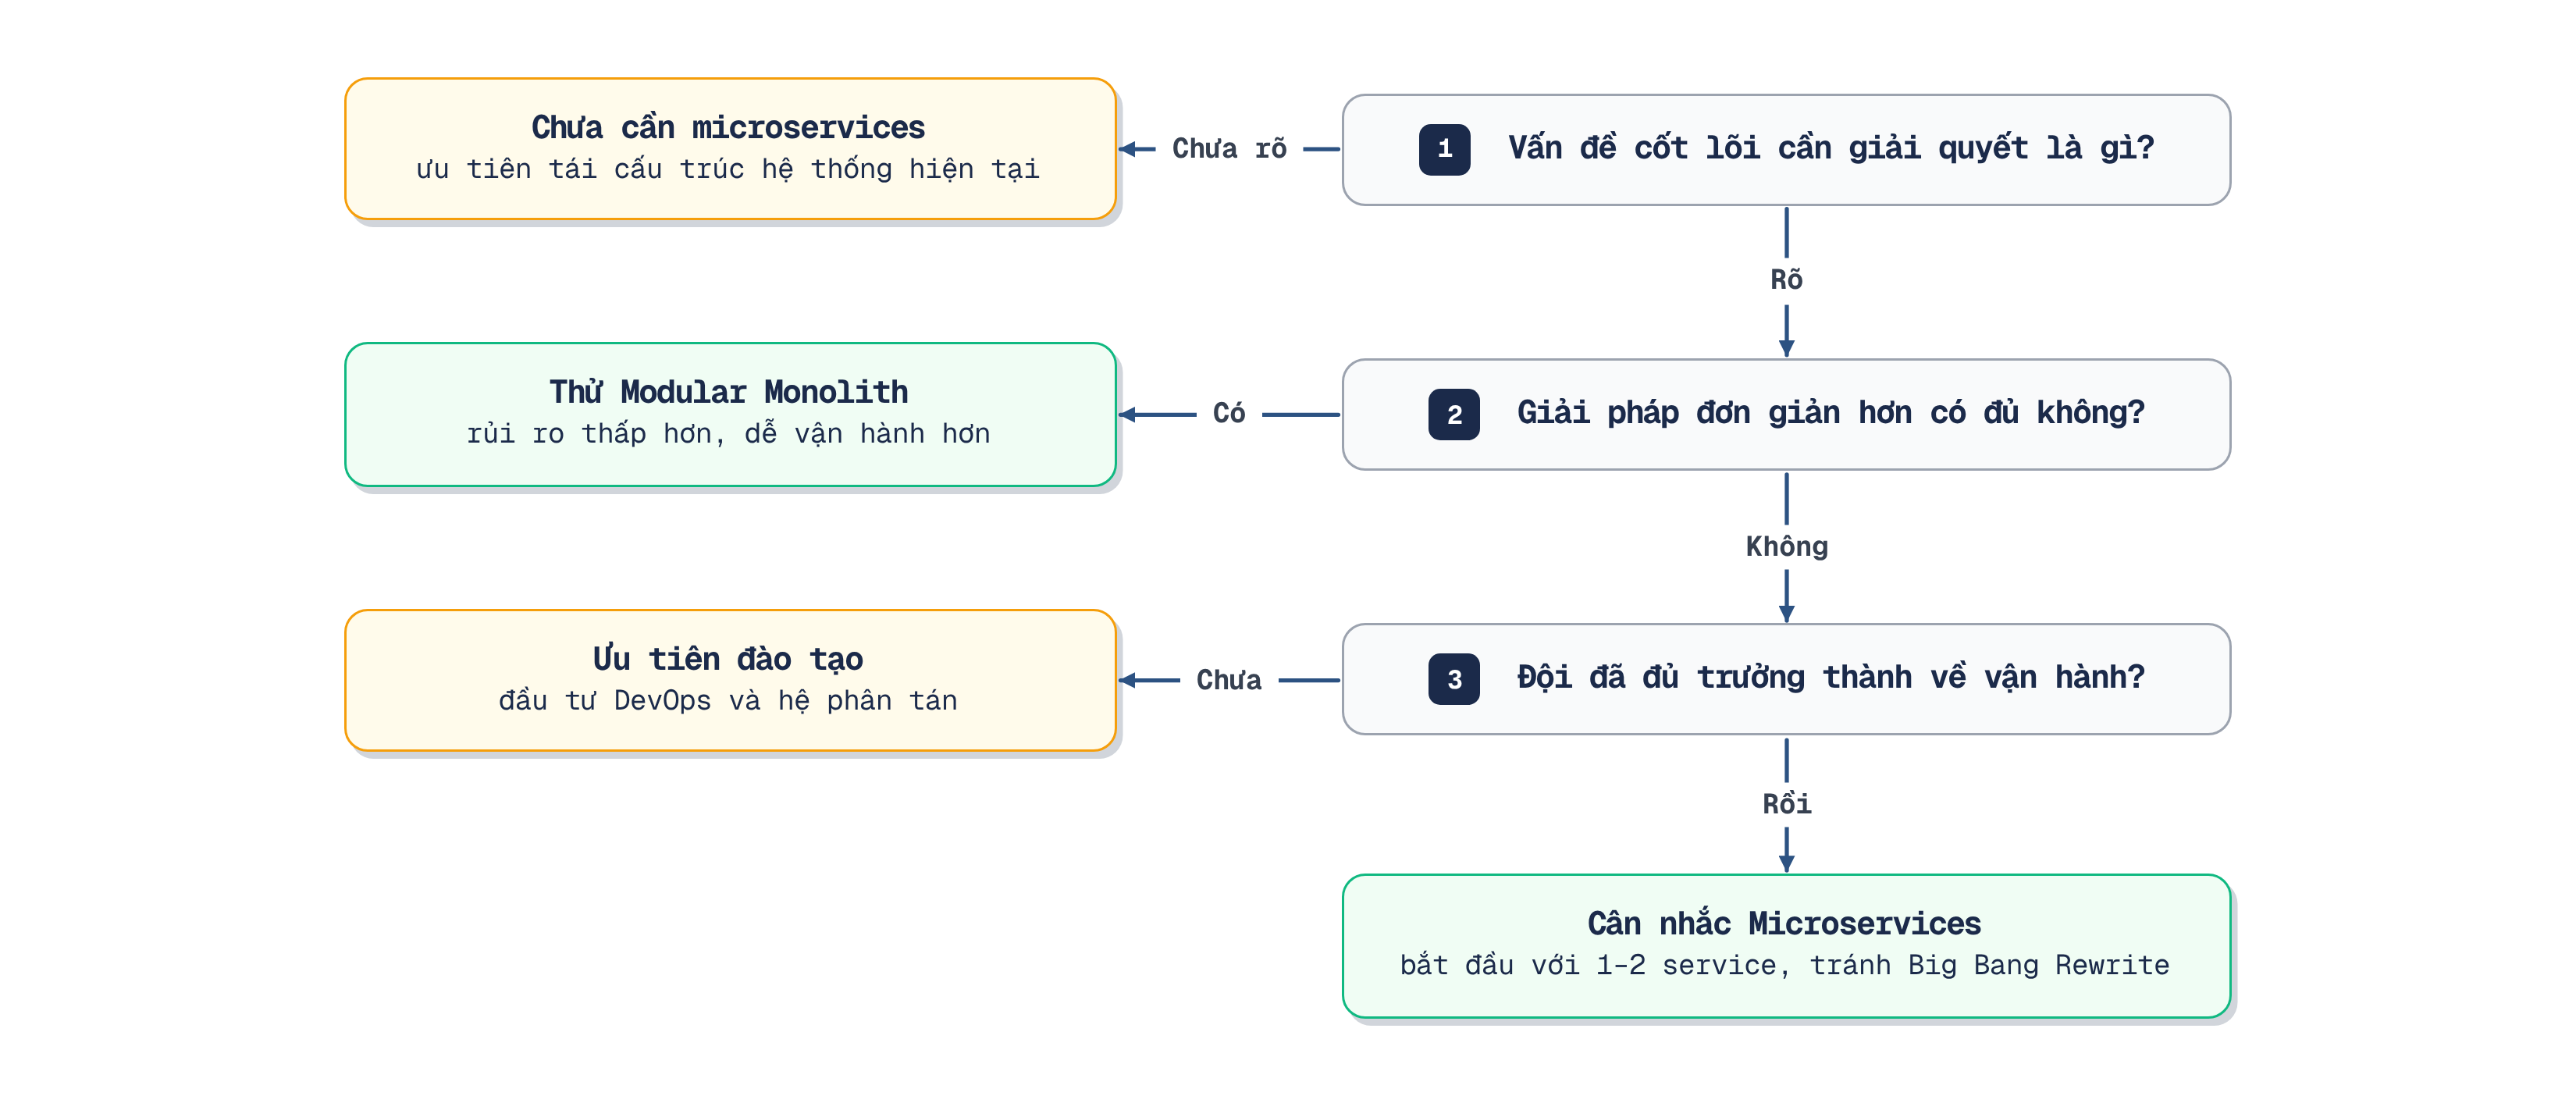 Chưa cần microservices
ưu tiên tái cấu trúc hệ thống hiện tại
Chưa rõ
1 Vấn đề cốt lõi cần giải quyết là gì?
Rõ
Thử Modular Monolith
rủi ro thấp hơn, dễ vận hành hơn
Có
2 Giải pháp đơn giản hơn có đủ không?
Không
Ưu tiên đào tạo
đầu tư DevOps và hệ phân tán
Chưa
3 Đội đã đủ trưởng thành về vận hành?
Rồi
Cân nhắc Microservices
bắt đầu với 1–2 service, tránh Big Bang Rewrite